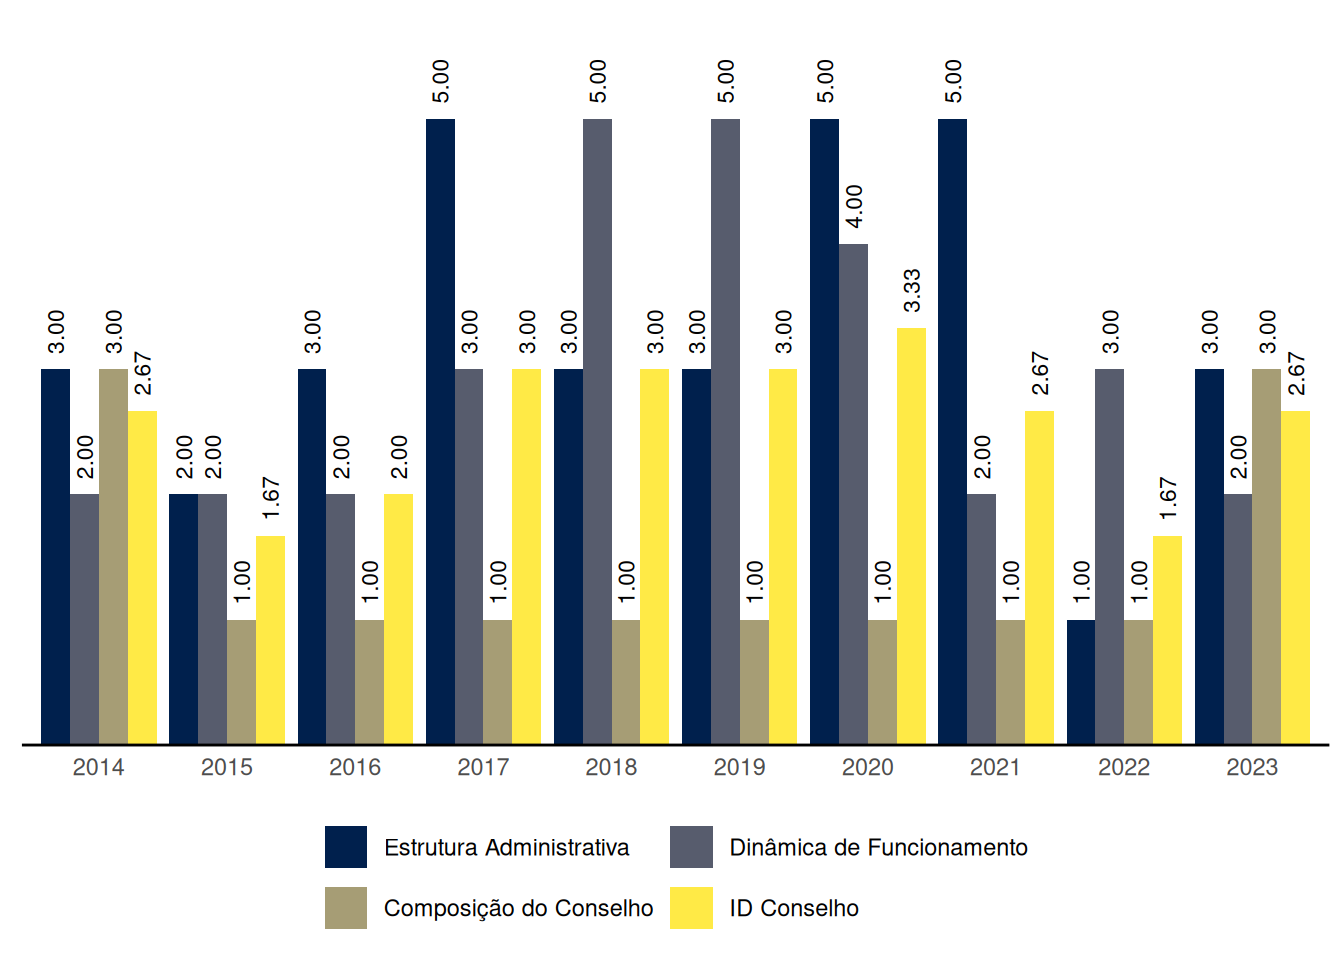 5.00 5.00 5.00 5.00 5.00
4.00
3.33
3.00 3.00 3.00 3.00 3.00 3.00 3.00 3.00 3.00 3.00 3.00 3.00
2.67 2.67 2.67
2.00 2.00 2.00 2.00 2.00 2.00 2.00
1.67 1.67
1.00 1.00 1.00 1.00 1.00 1.00 1.00 1.00 1.00
2014 2015 2016 2017 2018 2019 2020 2021 2022 2023
Estrutura Administrativa Dinâmica de Funcionamento
Composição do Conselho ID Conselho